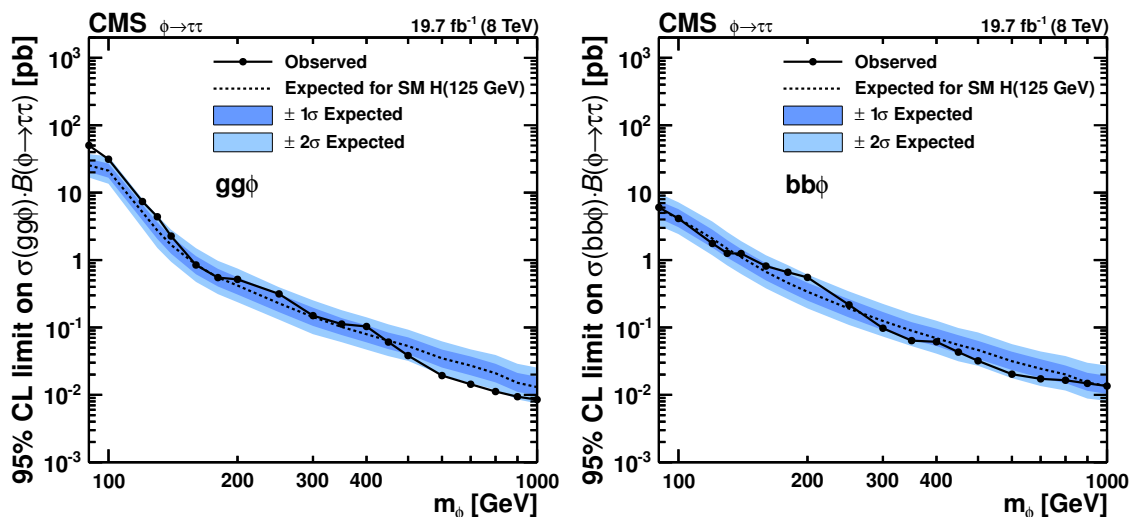 CMS φ→ττ 19.7 fb⁻¹ (8 TeV)
95% CL limit on σ(ggφ)·B(φ→ττ) [pb]
10³
10²
10
1
10⁻¹
10⁻²
10⁻³
Observed
Expected for SM H(125 GeV)
± 1σ Expected
± 2σ Expected
ggφ
100 200 300 400 1000
mφ [GeV]
CMS φ→ττ 19.7 fb⁻¹ (8 TeV)
95% CL limit on σ(bbφ)·B(φ→ττ) [pb]
10³
10²
10
1
10⁻¹
10⁻²
10⁻³
Observed
Expected for SM H(125 GeV)
± 1σ Expected
± 2σ Expected
bbφ
100 200 300 400 1000
mφ [GeV]